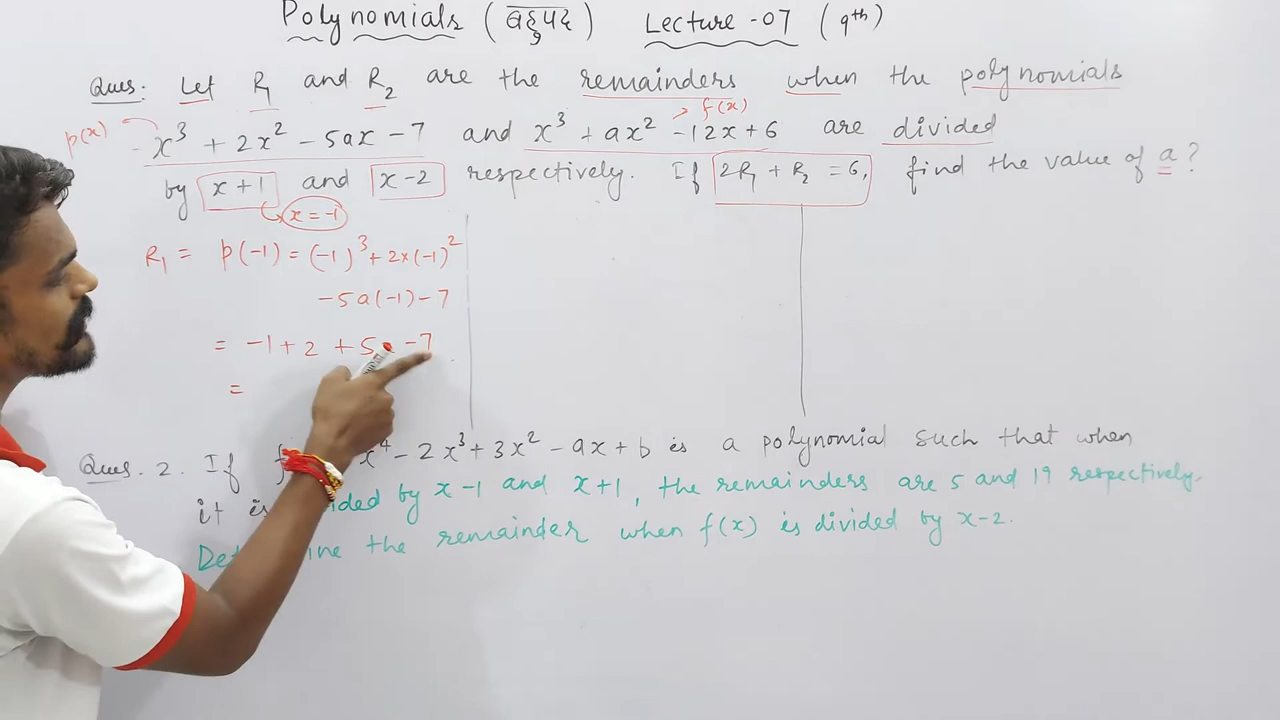 Polynomials (बहुपद) Lecture -07 (9th)
Ques: Let R₁ and R₂ are the remainders when the polynomials
p(x) x³ + 2x² - 5ax - 7 and x³ + ax² - 12x + 6 are divided
f(x)
by x + 1 and x - 2 respectively. If 2R₁ + R₂ = 6, find the value of a ?
x = -1
R₁ = p(-1) = (-1)³ + 2×(-1)²
- 5a(-1) - 7
= -1 + 2 + 5 - 7
=
Ques. 2. If x⁴ - 2x³ + 3x² - ax + b is a polynomial such that when
it is by x - 1 and x + 1, the remainders are 5 and 19 respectively.
the remainder when f(x) is divided by x - 2.